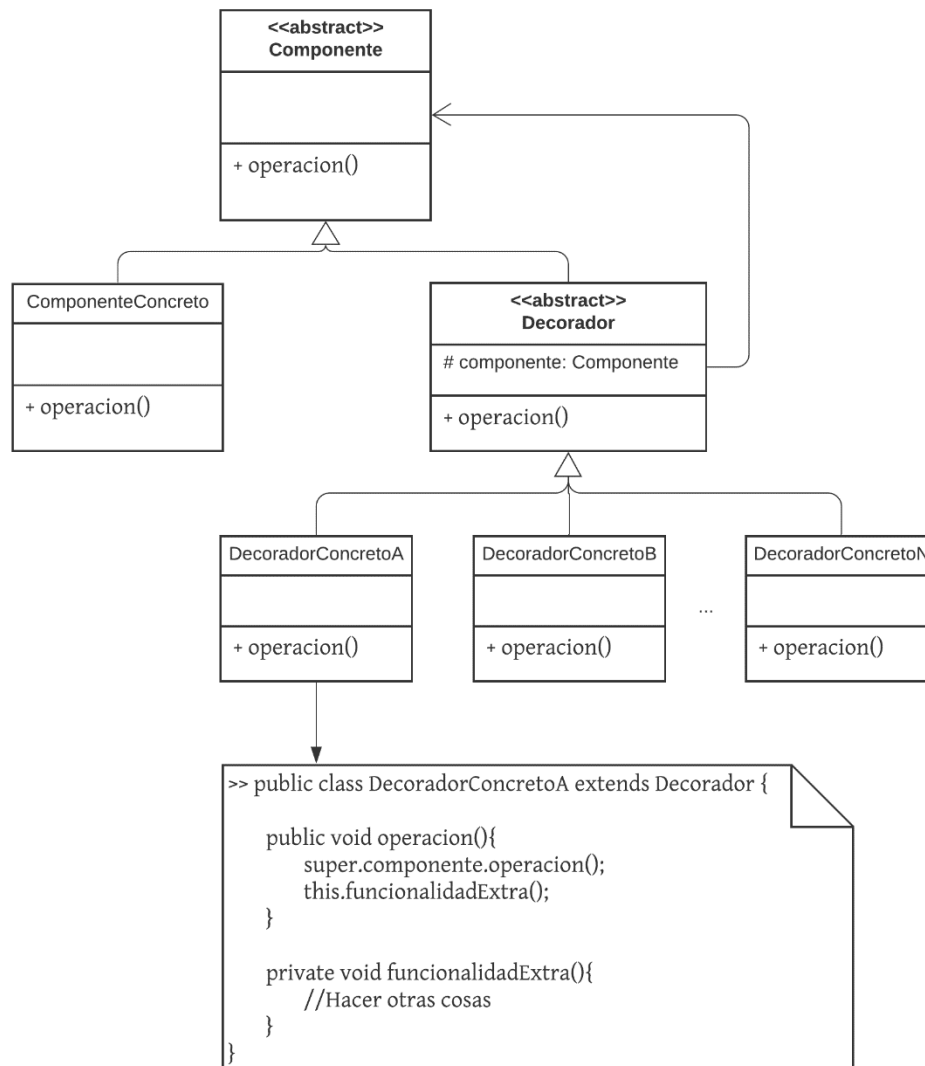 <<abstract>>
Componente
+ operacion()
ComponenteConcreto
+ operacion()
<<abstract>>
Decorador
# componente: Componente
+ operacion()
DecoradorConcretoA
+ operacion()
DecoradorConcretoB
+ operacion()
...
DecoradorConcretoN
+ operacion()
>> public class DecoradorConcretoA extends Decorador {
public void operacion(){
super.componente.operacion();
this.funcionalidadExtra();
}
private void funcionalidadExtra(){
//Hacer otras cosas
}
}